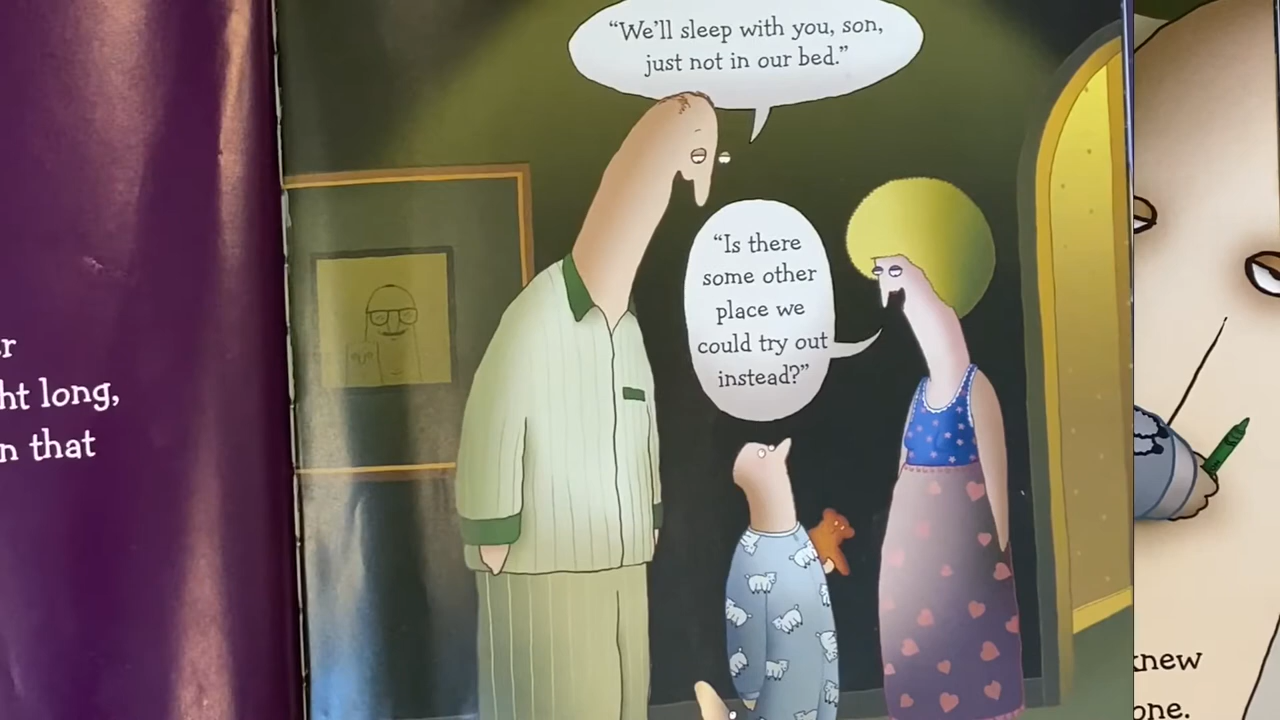 ht long,
n that
“We’ll sleep with you, son,
just not in our bed.”
“Is there
some other
place we
could try out
instead?”
knew
one.